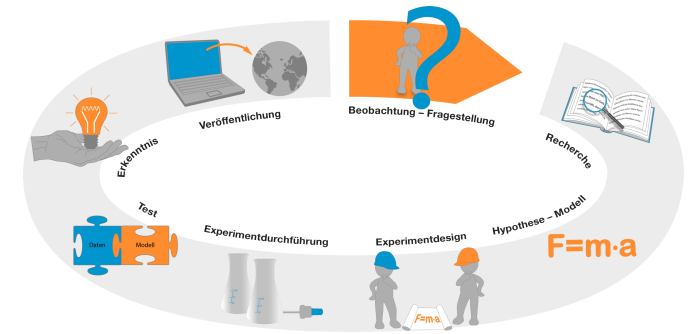 Beobachtung – Fragestellung
Recherche
Hypothese – Modell
F=m·a
Experimentdesign
F=m·a
Experimentdurchführung
Test
Daten
Modell
Erkenntnis
Veröffentlichung